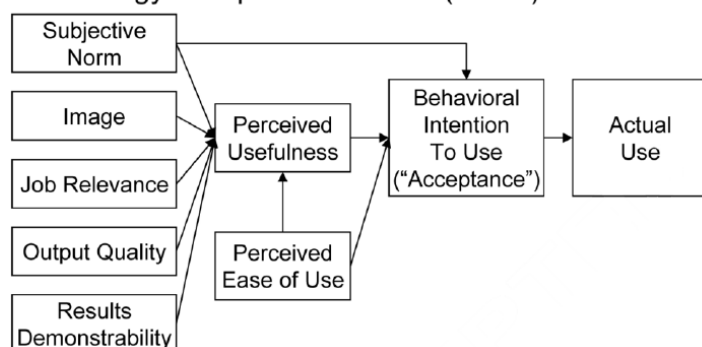 Subjective
Norm
Image
Job Relevance
Output Quality
Results
Demonstrability
Perceived
Usefulness
Perceived
Ease of Use
Behavioral
Intention
To Use
(“Acceptance”)
Actual
Use